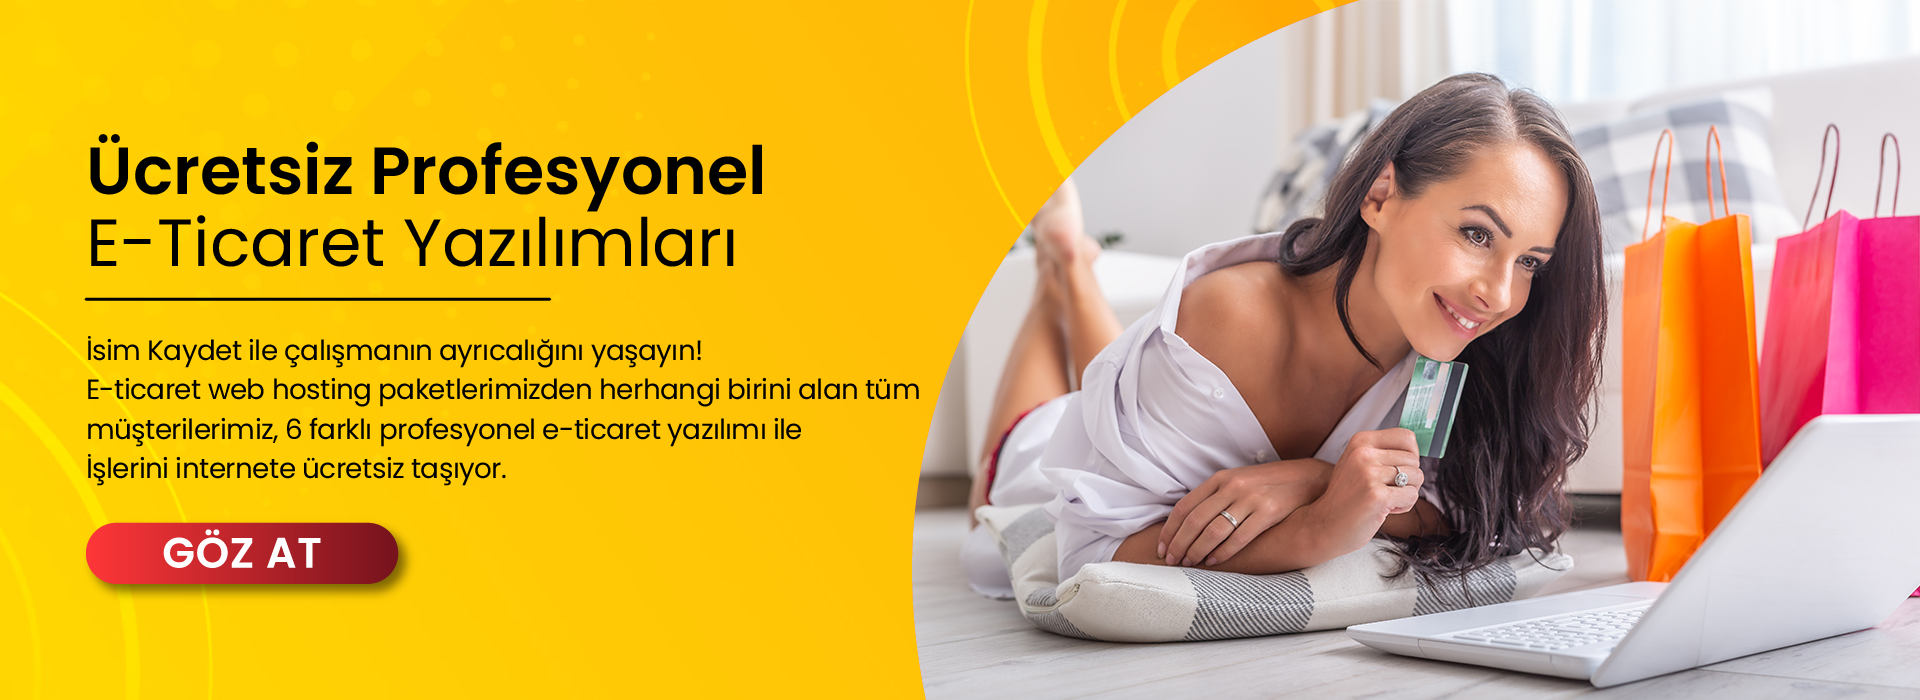 Ücretsiz Profesyonel
E-Ticaret Yazılımları
İsim Kaydet ile çalışmanın ayrıcalığını yaşayın!
E-ticaret web hosting paketlerimizden herhangi birini alan tüm
müşterilerimiz, 6 farklı profesyonel e-ticaret yazılımı ile
İşlerini internete ücretsiz taşıyor.
GÖZ AT